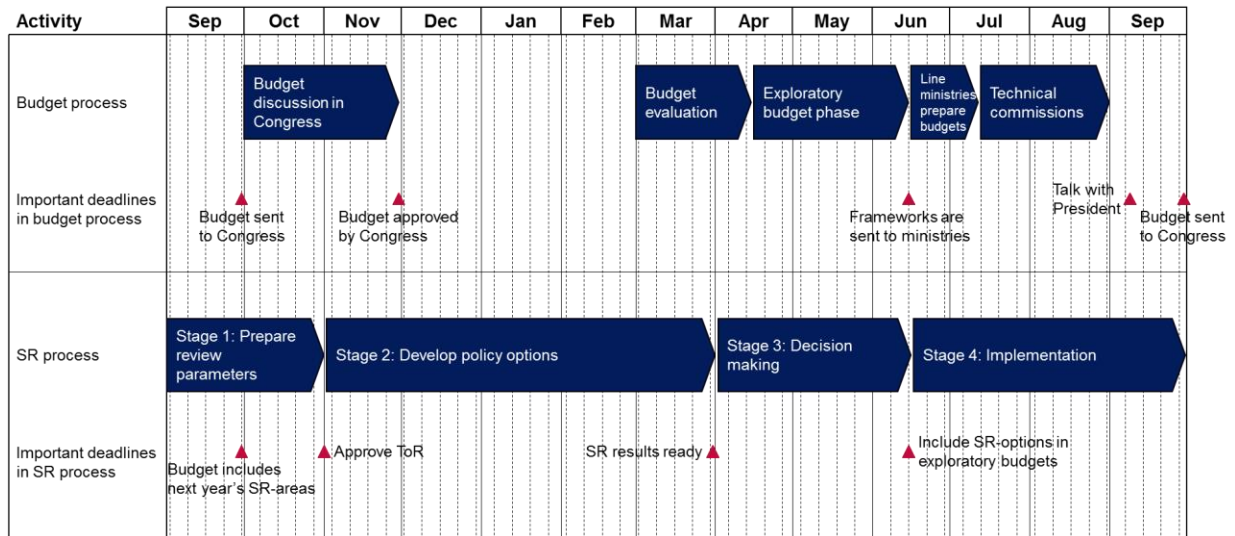 Activity
Sep
Oct
Nov
Dec
Jan
Feb
Mar
Apr
May
Jun
Jul
Aug
Sep
Budget process
Budget
discussion in
Congress
Budget
evaluation
Exploratory
budget phase
Line
ministries
prepare
budgets
Technical
commissions
Important deadlines
in budget process
Budget sent
to Congress
Budget approved
by Congress
Frameworks are
sent to ministries
Talk with
President
Budget sent
to Congress
SR process
Stage 1: Prepare
review
parameters
Stage 2: Develop policy options
Stage 3: Decision
making
Stage 4: Implementation
Important deadlines
in SR process
Budget includes
next year's SR-areas
Approve ToR
SR results ready
Include SR-options in
exploratory budgets